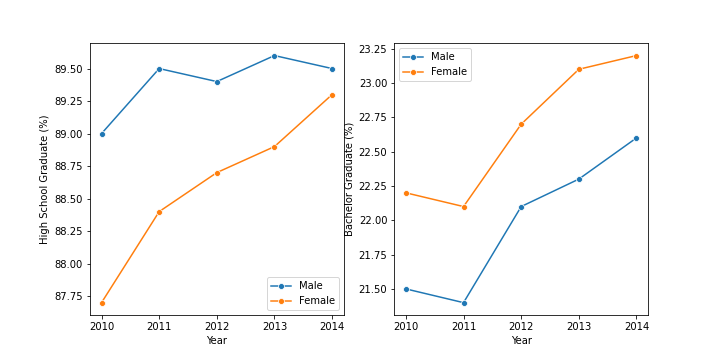 High School Graduate (%)
89.50
89.25
89.00
88.75
88.50
88.25
88.00
87.75
2010 2011 2012 2013 2014
Year
Male
Female
Bachelor Graduate (%)
23.25
23.00
22.75
22.50
22.25
22.00
21.75
21.50
2010 2011 2012 2013 2014
Year
Male
Female